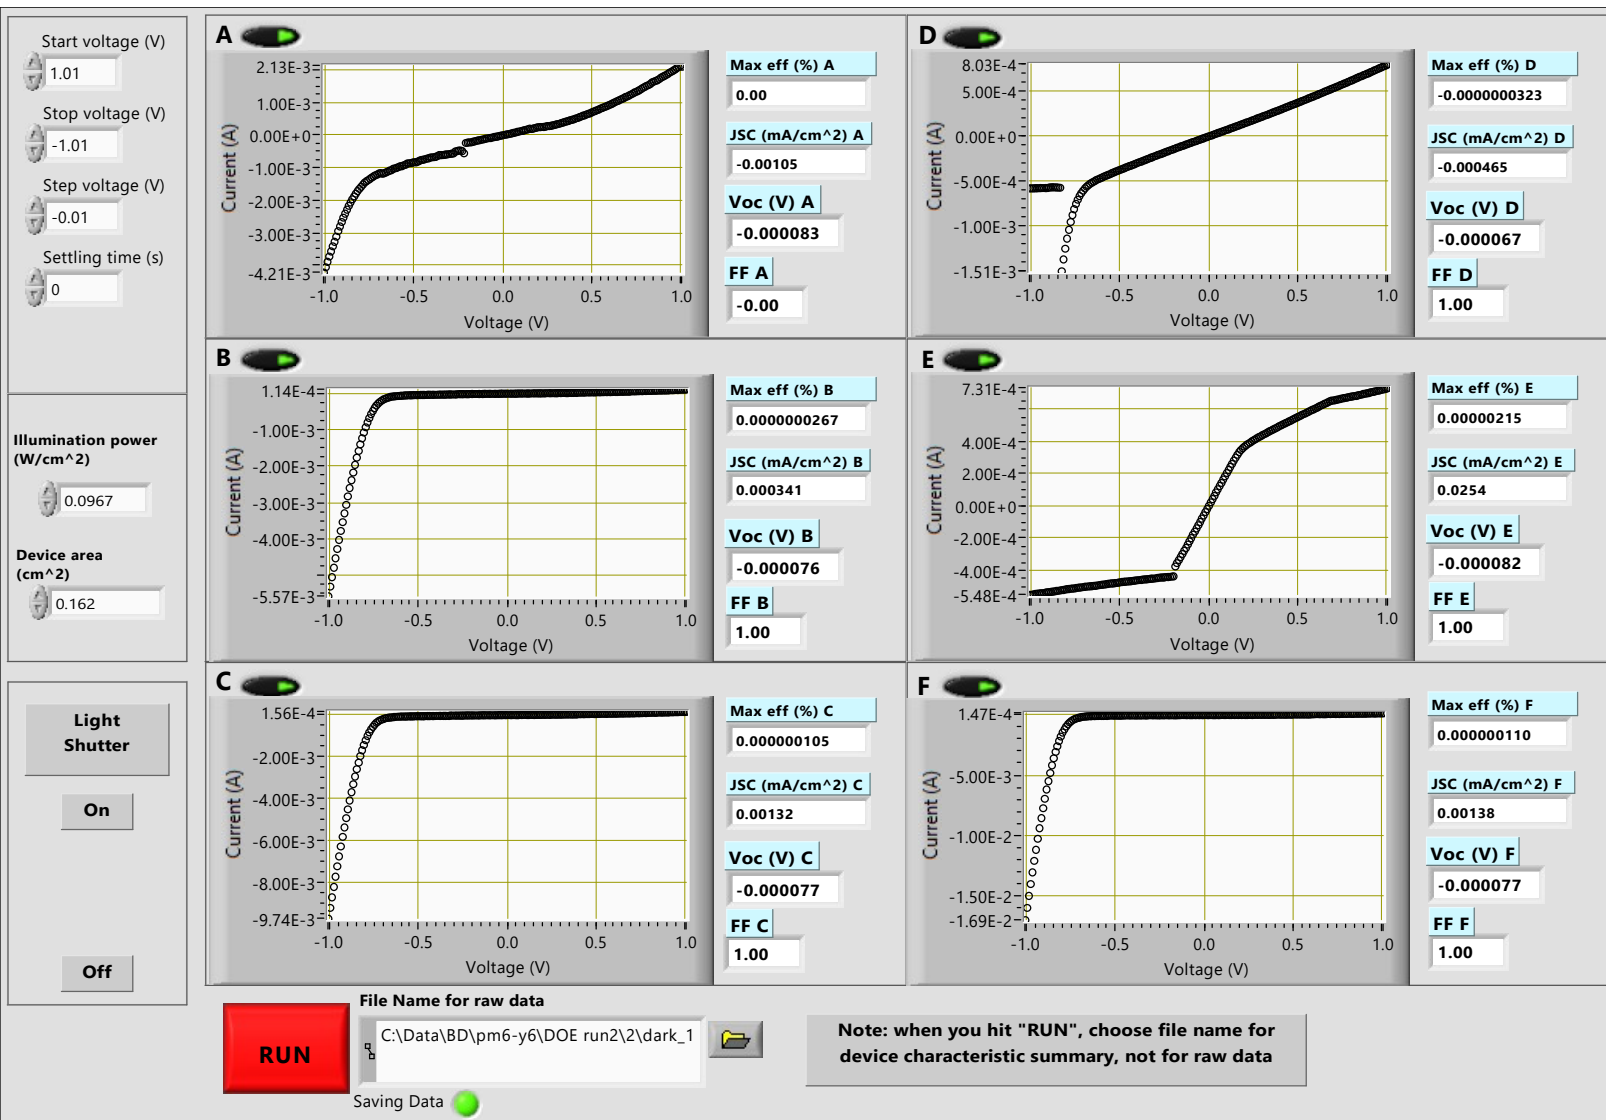 Start voltage (V)
1.01
Stop voltage (V)
-1.01
Step voltage (V)
-0.01
Settling time (s)
0
Illumination power
(W/cm^2)
0.0967
Device area
(cm^2)
0.162
Light
Shutter
On
Off
A
2.13E-3
1.00E-3
0.00E+0
-1.00E-3
-2.00E-3
-3.00E-3
-4.21E-3
Current (A)
-1.0 -0.5 0.0 0.5 1.0
Voltage (V)
Max eff (%) A
0.00
JSC (mA/cm^2) A
-0.00105
Voc (V) A
-0.000083
FF A
-0.00
B
1.14E-4
-1.00E-3
-2.00E-3
-3.00E-3
-4.00E-3
-5.57E-3
Current (A)
-1.0 -0.5 0.0 0.5 1.0
Voltage (V)
Max eff (%) B
0.0000000267
JSC (mA/cm^2) B
0.000341
Voc (V) B
-0.000076
FF B
1.00
C
1.56E-4
-2.00E-3
-4.00E-3
-6.00E-3
-8.00E-3
-9.74E-3
Current (A)
-1.0 -0.5 0.0 0.5 1.0
Voltage (V)
Max eff (%) C
0.000000105
JSC (mA/cm^2) C
0.00132
Voc (V) C
-0.000077
FF C
1.00
D
8.03E-4
5.00E-4
0.00E+0
-5.00E-4
-1.00E-3
-1.51E-3
Current (A)
-1.0 -0.5 0.0 0.5 1.0
Voltage (V)
Max eff (%) D
-0.0000000323
JSC (mA/cm^2) D
-0.000465
Voc (V) D
-0.000067
FF D
1.00
E
7.31E-4
4.00E-4
2.00E-4
0.00E+0
-2.00E-4
-4.00E-4
-5.48E-4
Current (A)
-1.0 -0.5 0.0 0.5 1.0
Voltage (V)
Max eff (%) E
0.00000215
JSC (mA/cm^2) E
0.0254
Voc (V) E
-0.000082
FF E
1.00
F
1.47E-4
-5.00E-3
-1.00E-2
-1.50E-2
-1.69E-2
Current (A)
-1.0 -0.5 0.0 0.5 1.0
Voltage (V)
Max eff (%) F
0.000000110
JSC (mA/cm^2) F
0.00138
Voc (V) F
-0.000077
FF F
1.00
RUN
File Name for raw data
C:\Data\BD\pm6-y6\DOE run2\2\dark_1
Saving Data
Note: when you hit "RUN", choose file name for
device characteristic summary, not for raw data